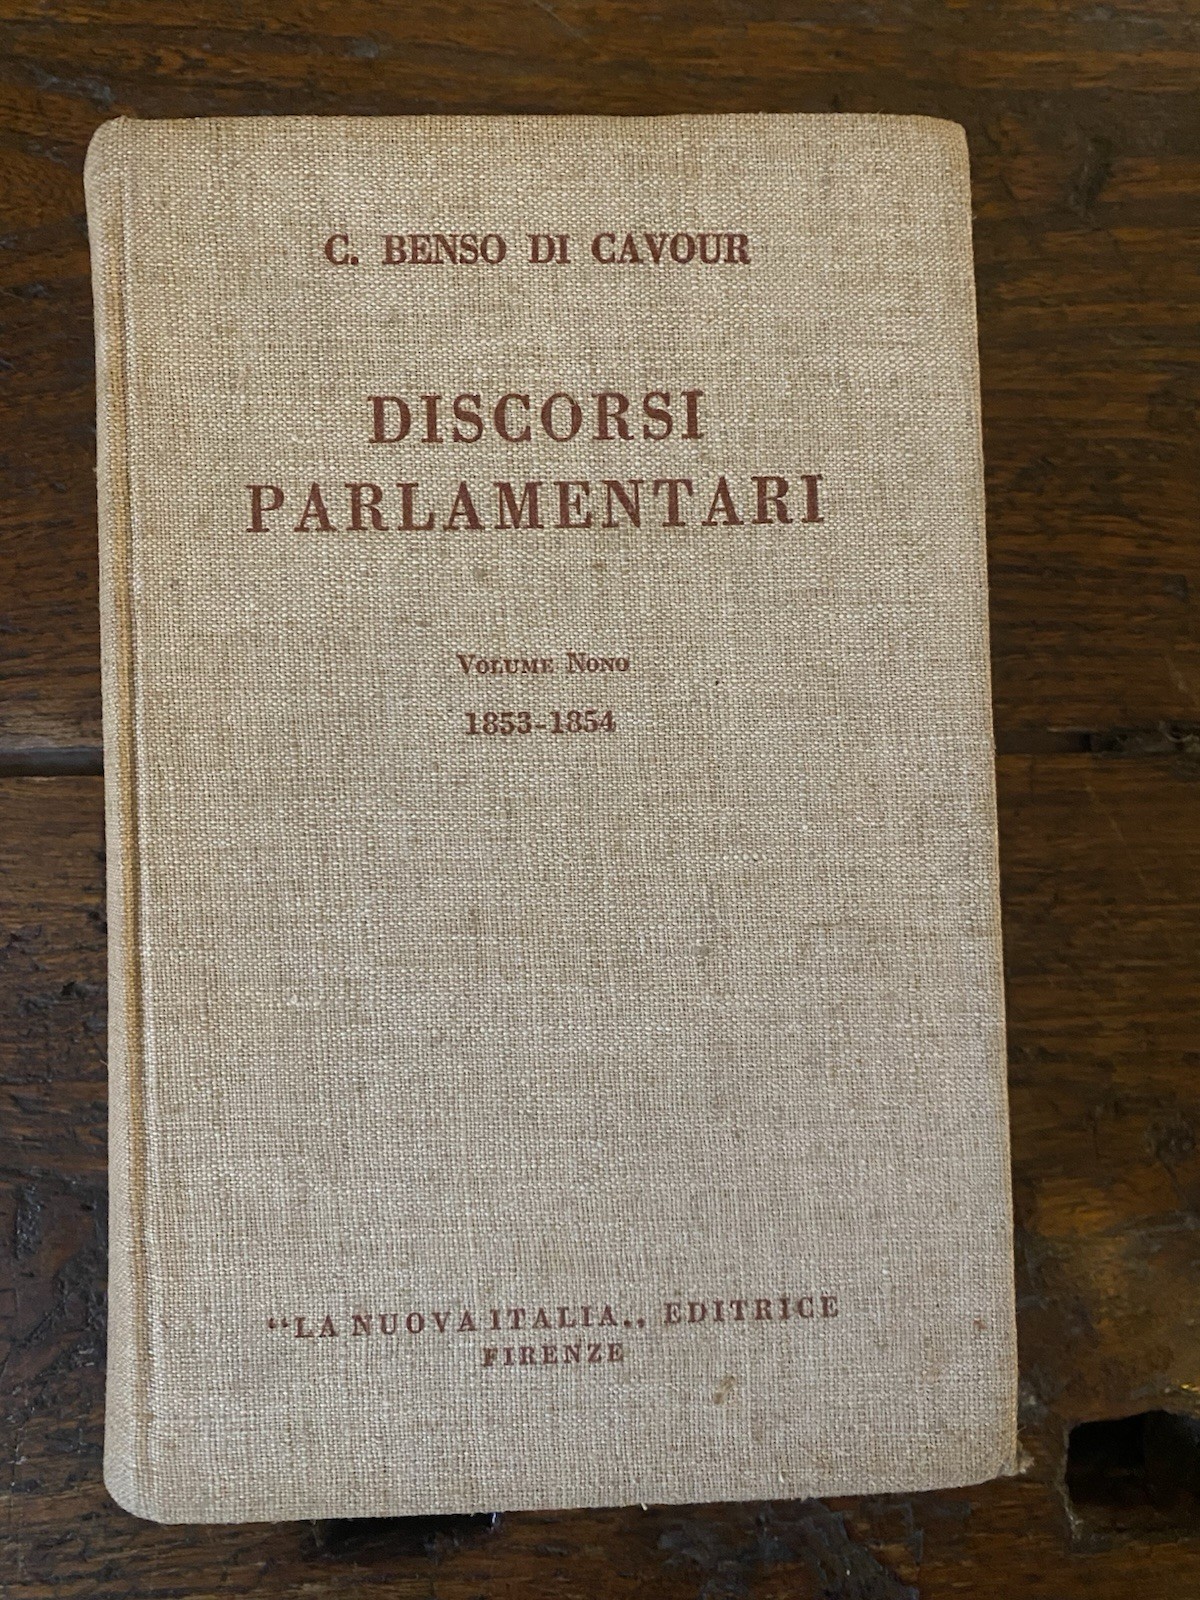 C. BENSO DI CAVOUR
DISCORSI
PARLAMENTARI
VOLUME NONO
1853-1854
“LA NUOVA ITALIA„ EDITRICE
FIRENZE